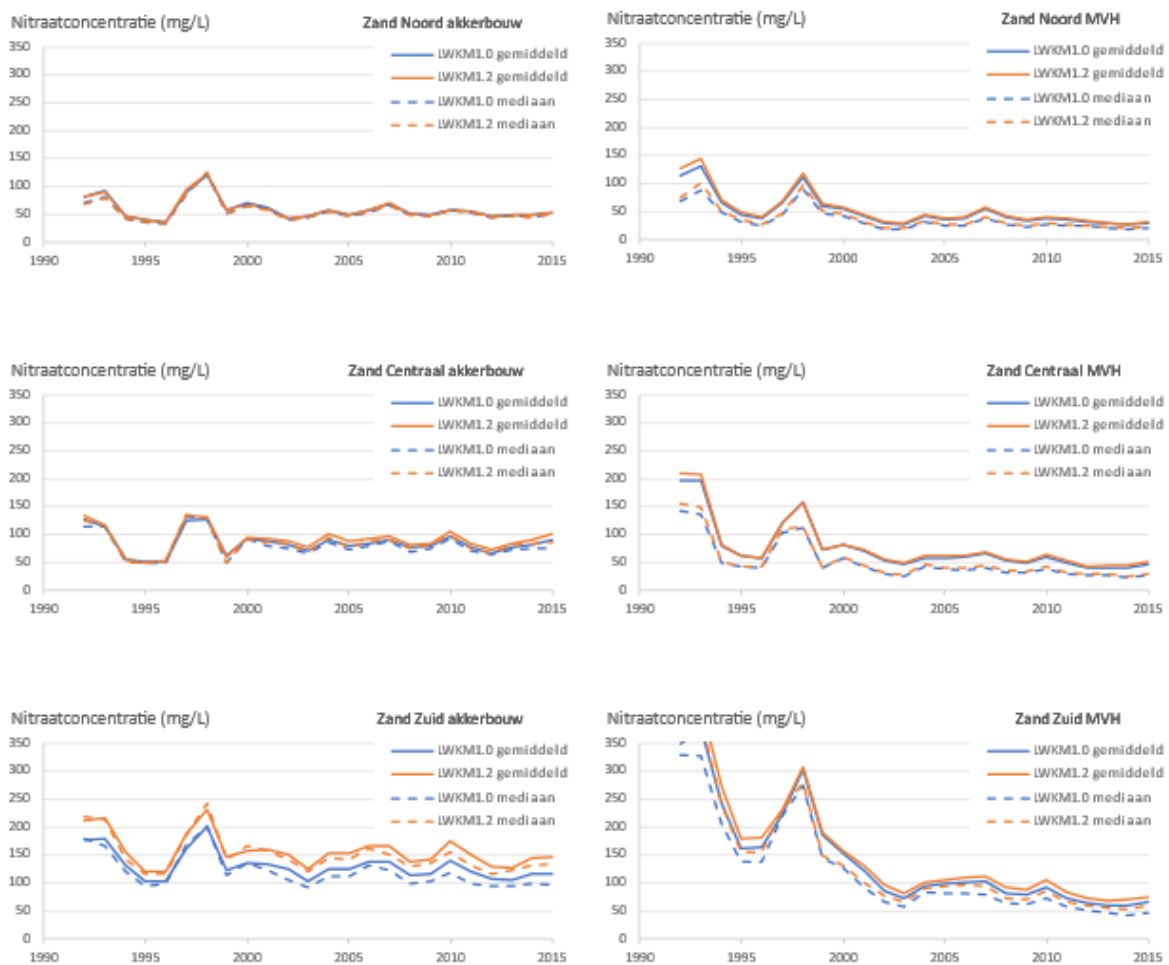 Nitraatconcentratie (mg/L) Zand Noord akkerbouw
350
300
250
200
150
100
50
0
1990 1995 2000 2005 2010 2015
LWKM1.0 gemiddeld
LWKM1.2 gemiddeld
LWKM1.0 mediaan
LWKM1.2 mediaan
Nitraatconcentratie (mg/L) Zand Noord MVH
350
300
250
200
150
100
50
0
1990 1995 2000 2005 2010 2015
LWKM1.0 gemiddeld
LWKM1.2 gemiddeld
LWKM1.0 mediaan
LWKM1.2 mediaan
Nitraatconcentratie (mg/L) Zand Centraal akkerbouw
350
300
250
200
150
100
50
0
1990 1995 2000 2005 2010 2015
LWKM1.0 gemiddeld
LWKM1.2 gemiddeld
LWKM1.0 mediaan
LWKM1.2 mediaan
Nitraatconcentratie (mg/L) Zand Centraal MVH
350
300
250
200
150
100
50
0
1990 1995 2000 2005 2010 2015
LWKM1.0 gemiddeld
LWKM1.2 gemiddeld
LWKM1.0 mediaan
LWKM1.2 mediaan
Nitraatconcentratie (mg/L) Zand Zuid akkerbouw
350
300
250
200
150
100
50
0
1990 1995 2000 2005 2010 2015
LWKM1.0 gemiddeld
LWKM1.2 gemiddeld
LWKM1.0 mediaan
LWKM1.2 mediaan
Nitraatconcentratie (mg/L) Zand Zuid MVH
350
300
250
200
150
100
50
0
1990 1995 2000 2005 2010 2015
LWKM1.0 gemiddeld
LWKM1.2 gemiddeld
LWKM1.0 mediaan
LWKM1.2 mediaan